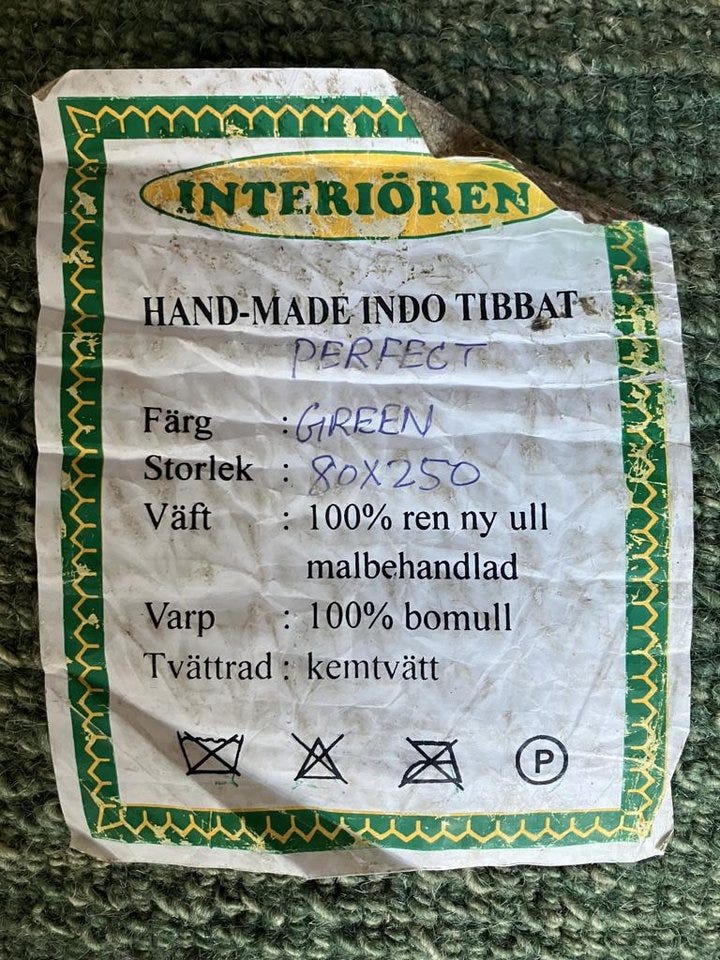 INTERIÖREN
HAND-MADE INDO TIBBAT
PERFECT
Färg : GREEN
Storlek : 80X250
Väft : 100% ren ny ull
malbehandlad
Varp : 100% bomull
Tvättrad : kemtvätt
P